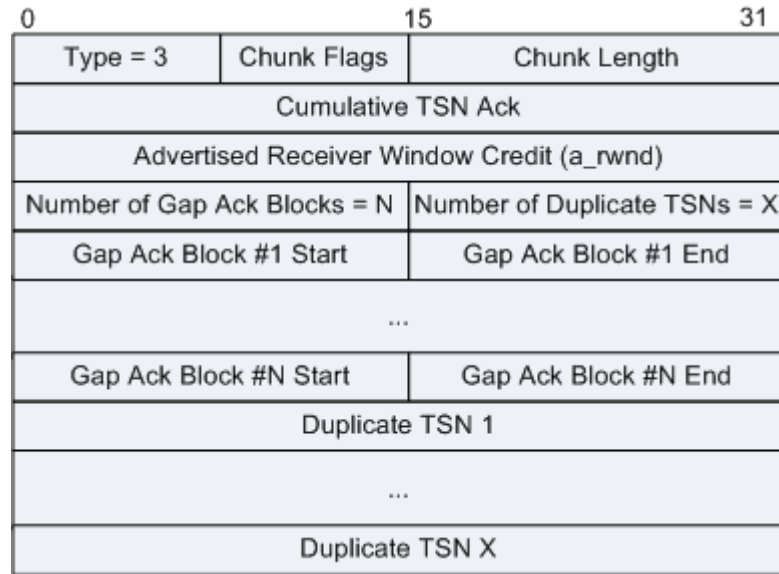 0 15 31
Type = 3 Chunk Flags Chunk Length
Cumulative TSN Ack
Advertised Receiver Window Credit (a_rwnd)
Number of Gap Ack Blocks = N Number of Duplicate TSNs = X
Gap Ack Block #1 Start Gap Ack Block #1 End
...
Gap Ack Block #N Start Gap Ack Block #N End
Duplicate TSN 1
...
Duplicate TSN X